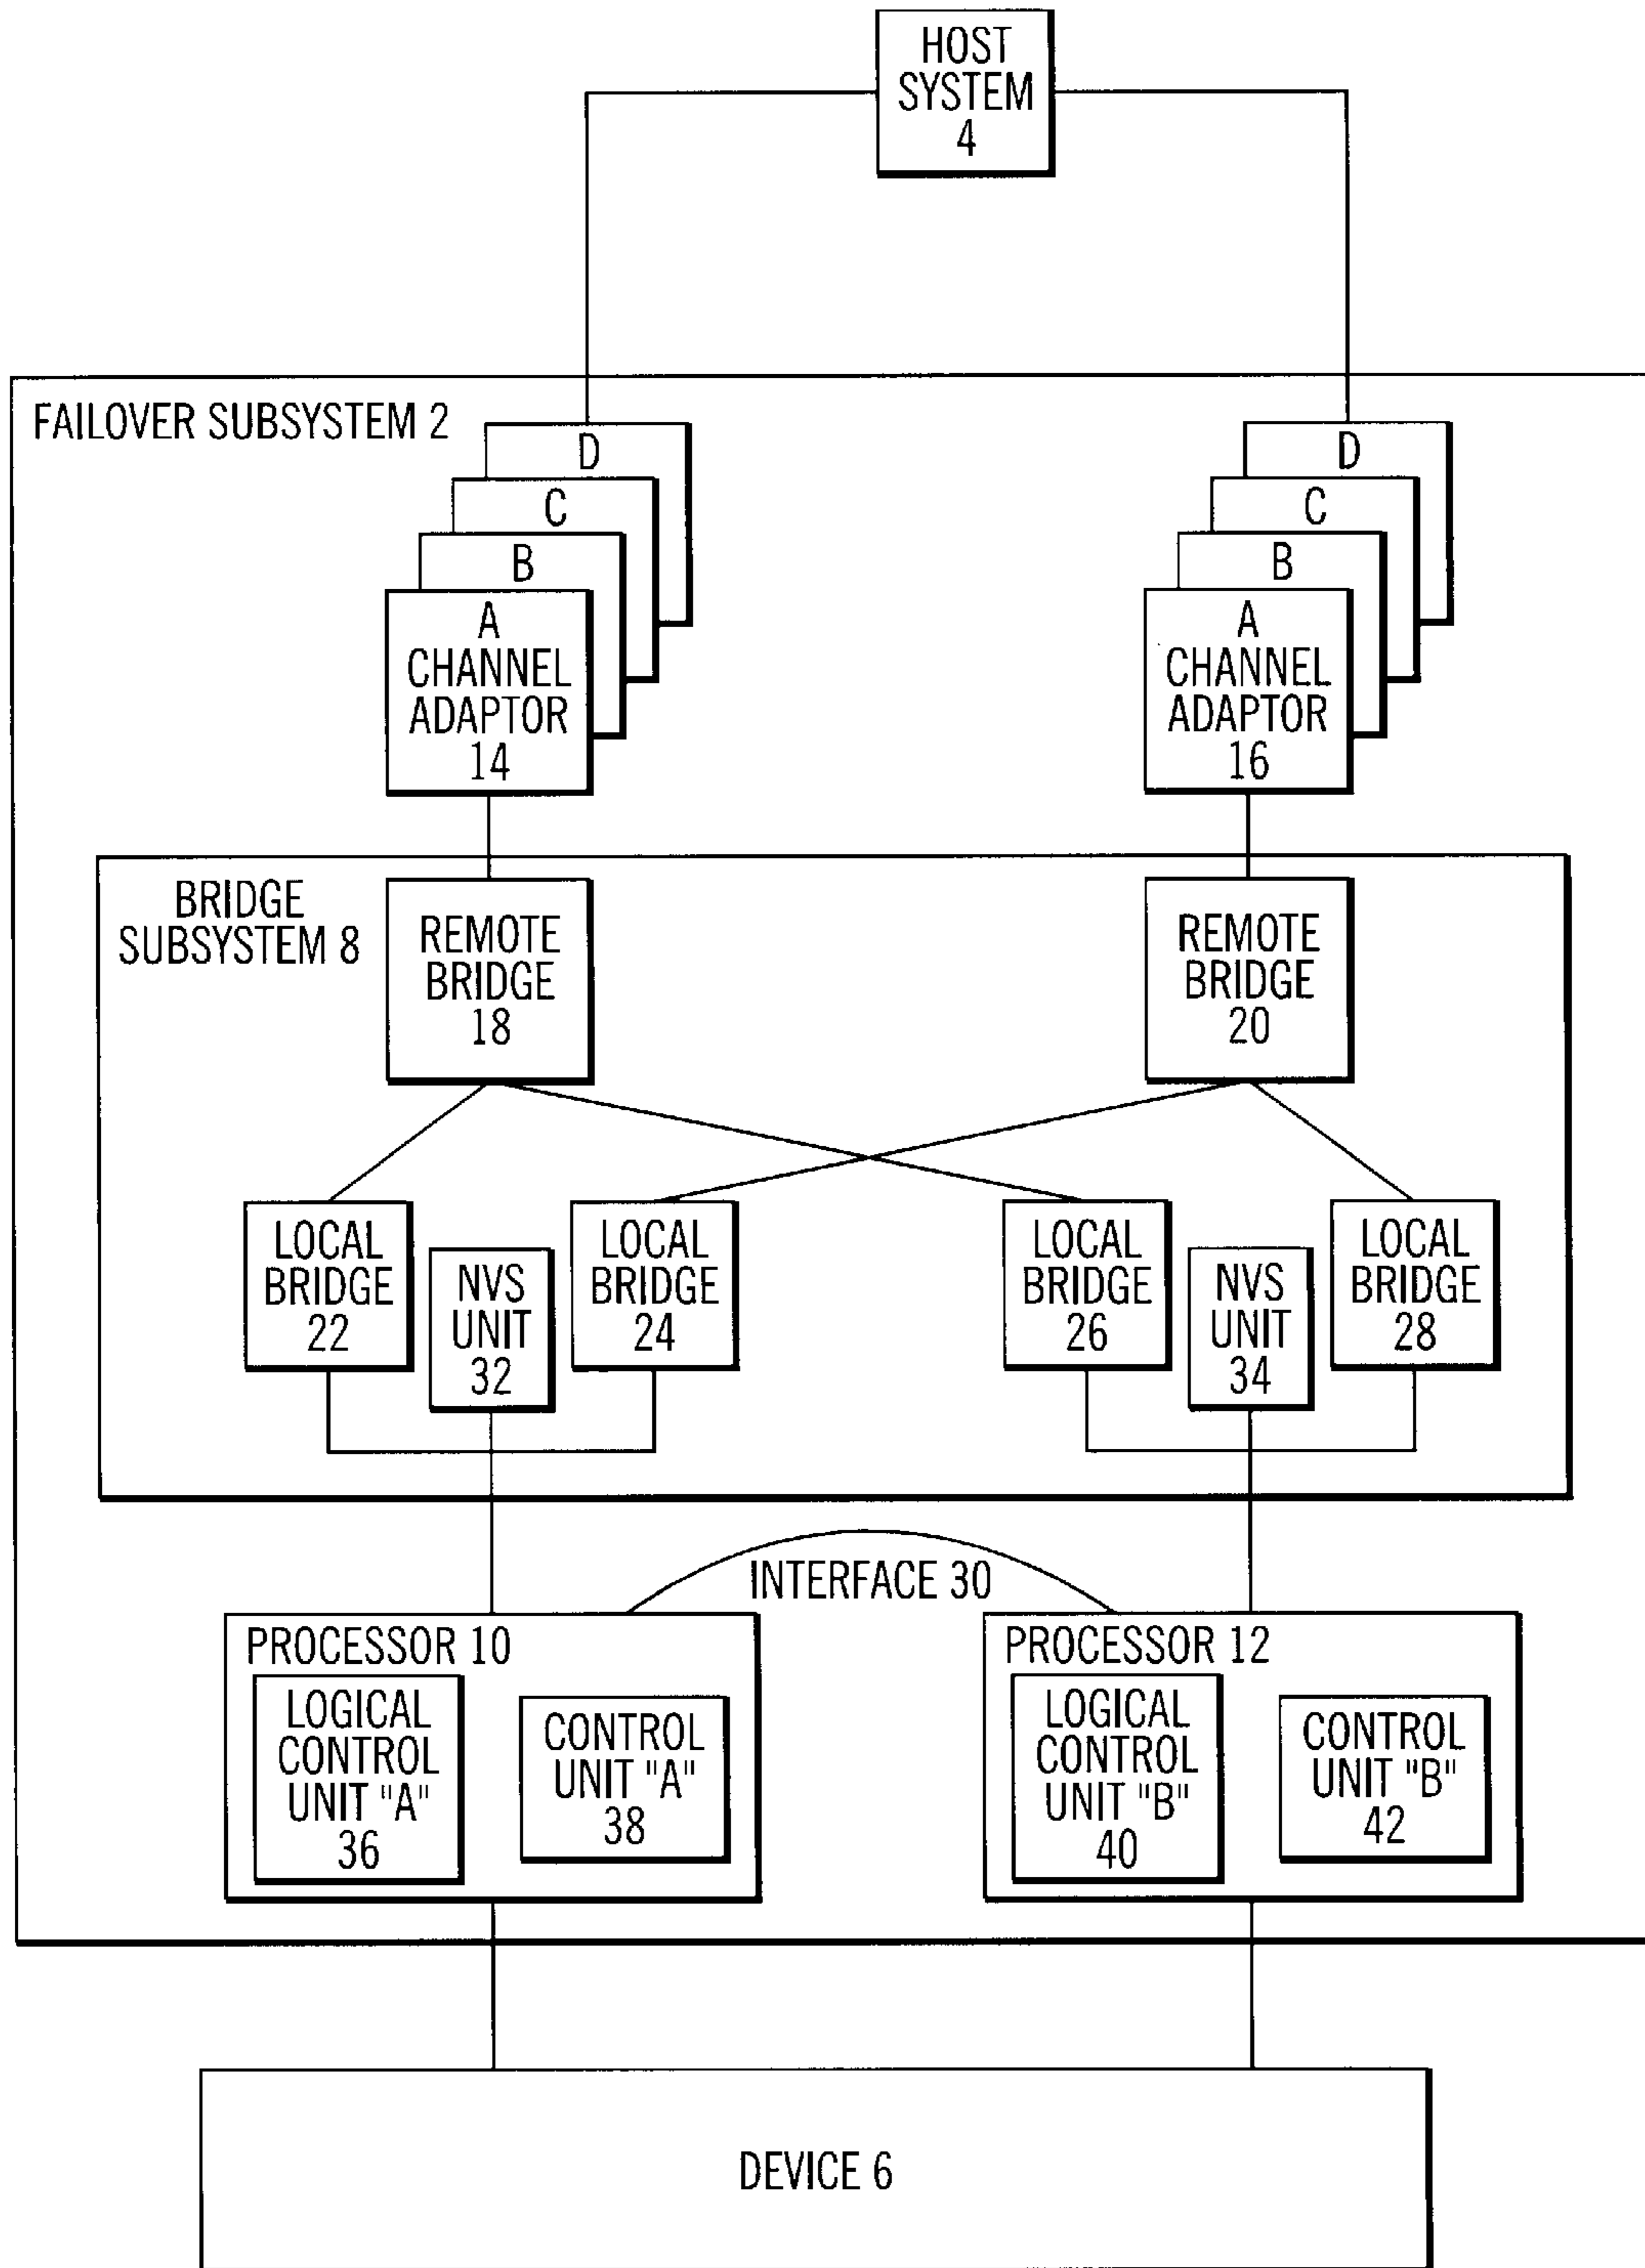 HOST
SYSTEM
4
FAILOVER SUBSYSTEM 2
D
C
B
A
CHANNEL
ADAPTOR
14
D
C
B
A
CHANNEL
ADAPTOR
16
BRIDGE
SUBSYSTEM 8
REMOTE
BRIDGE
18
REMOTE
BRIDGE
20
LOCAL
BRIDGE
22
NVS
UNIT
32
LOCAL
BRIDGE
24
LOCAL
BRIDGE
26
NVS
UNIT
34
LOCAL
BRIDGE
28
INTERFACE 30
PROCESSOR 10
LOGICAL
CONTROL
UNIT "A"
36
CONTROL
UNIT "A"
38
PROCESSOR 12
LOGICAL
CONTROL
UNIT "B"
40
CONTROL
UNIT "B"
42
DEVICE 6